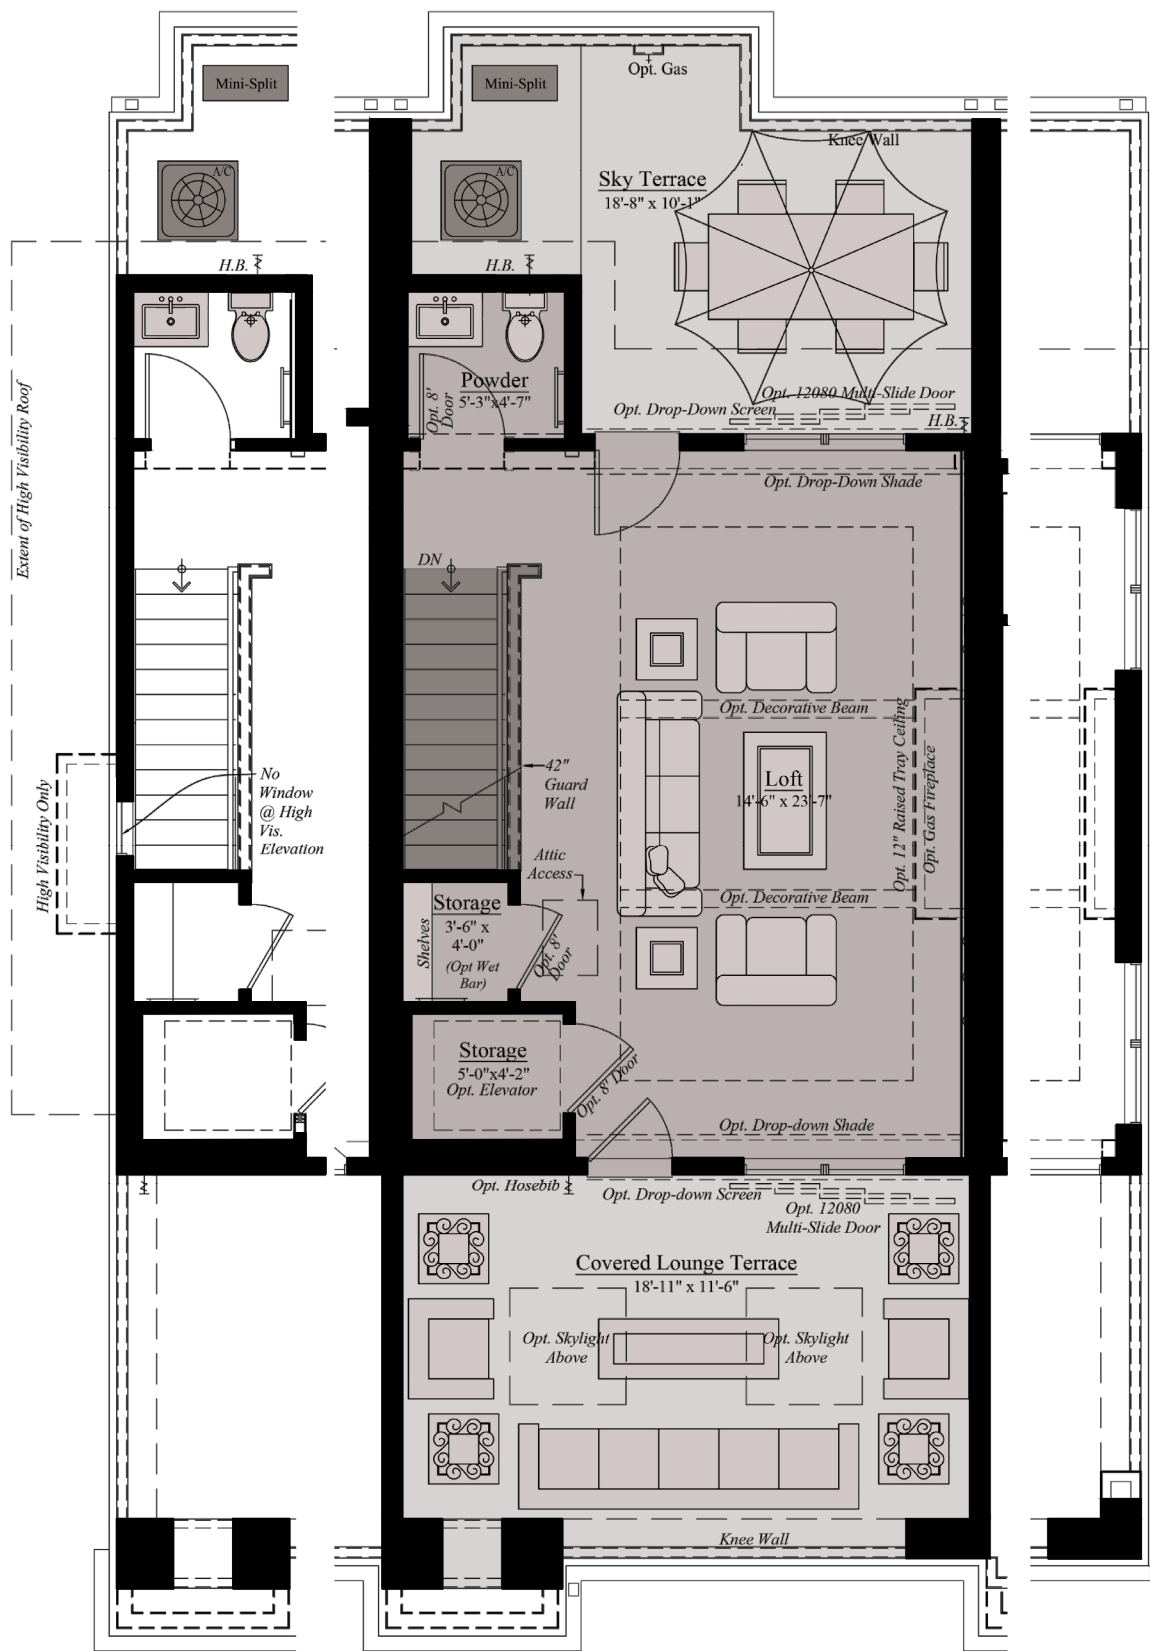 Mini-Split
Mini-Split
Opt. Gas
Knee Wall
A/C
A/C
Sky Terrace
18'-8" x 10'-1"
H.B.
H.B.
Powder
5'-3"x4'-7"
Opt. 8'
Door
Opt. 12080 Multi-Slide Door
Opt. Drop-Down Screen
H.B.
Opt. Drop-Down Shade
Extent of High Visibility Roof
DN
Opt. Decorative Beam
42"
Guard
Wall
No
Window
@ High
Vis.
Elevation
High Visibility Only
Loft
14'-6" x 23'-7"
Opt. 12" Raised Tray Ceiling
Opt. Gas Fireplace
Attic
Access
Opt. Decorative Beam
Storage
3'-6" x
4'-0"
(Opt Wet
Bar)
Shelves
Opt. 8'
Door
Storage
5'-0"x4'-2"
Opt. Elevator
Opt. 8' Door
Opt. Drop-down Shade
Opt. Hosebib
Opt. Drop-down Screen
Opt. 12080
Multi-Slide Door
Covered Lounge Terrace
18'-11" x 11'-6"
Opt. Skylight
Above
Opt. Skylight
Above
Knee Wall